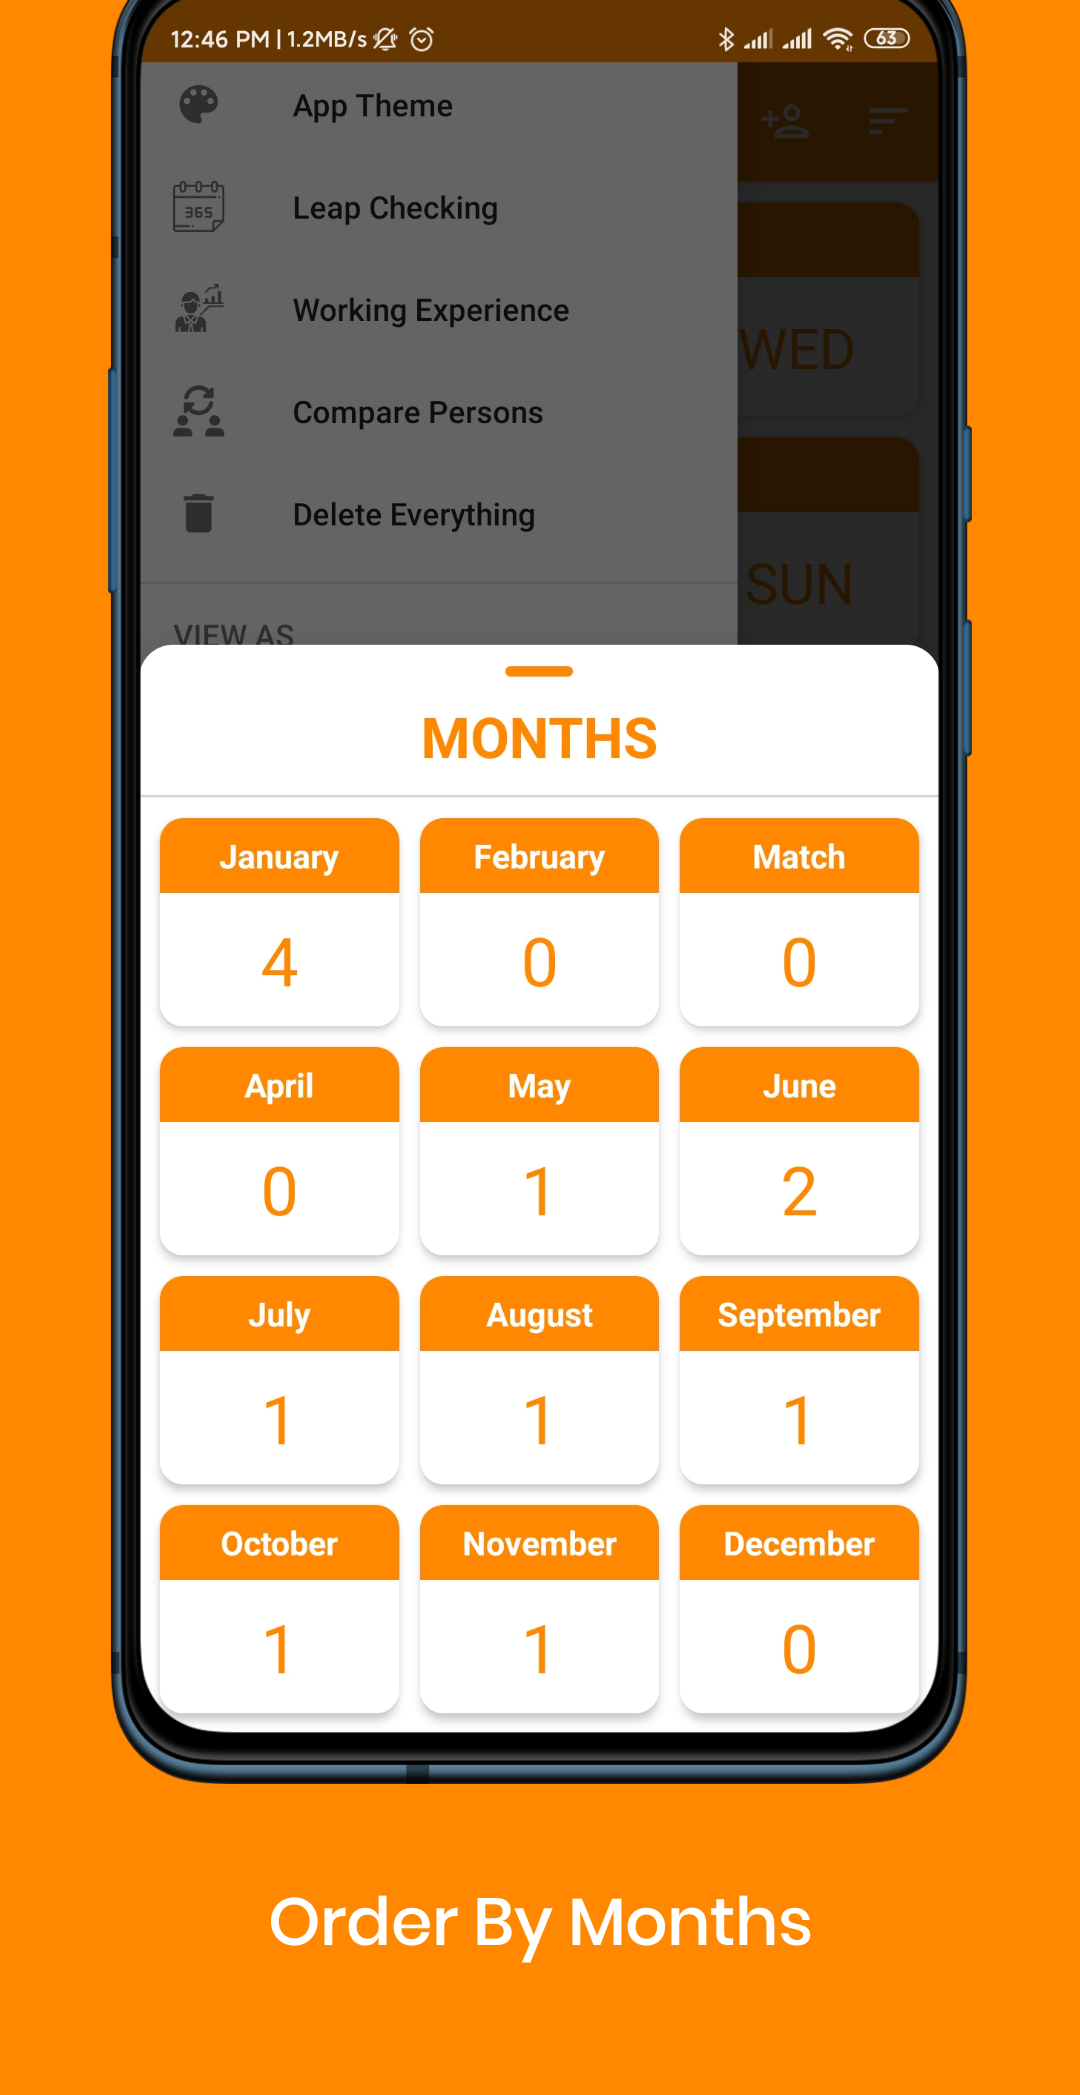 12:46 PM | 1.2MB/s
63
App Theme
365
Leap Checking
Working Experience
WED
Compare Persons
Delete Everything
SUN
VIEW AS
MONTHS
January February Match
4 0 0
April May June
0 1 2
July August September
1 1 1
October November December
1 1 0
Order By Months